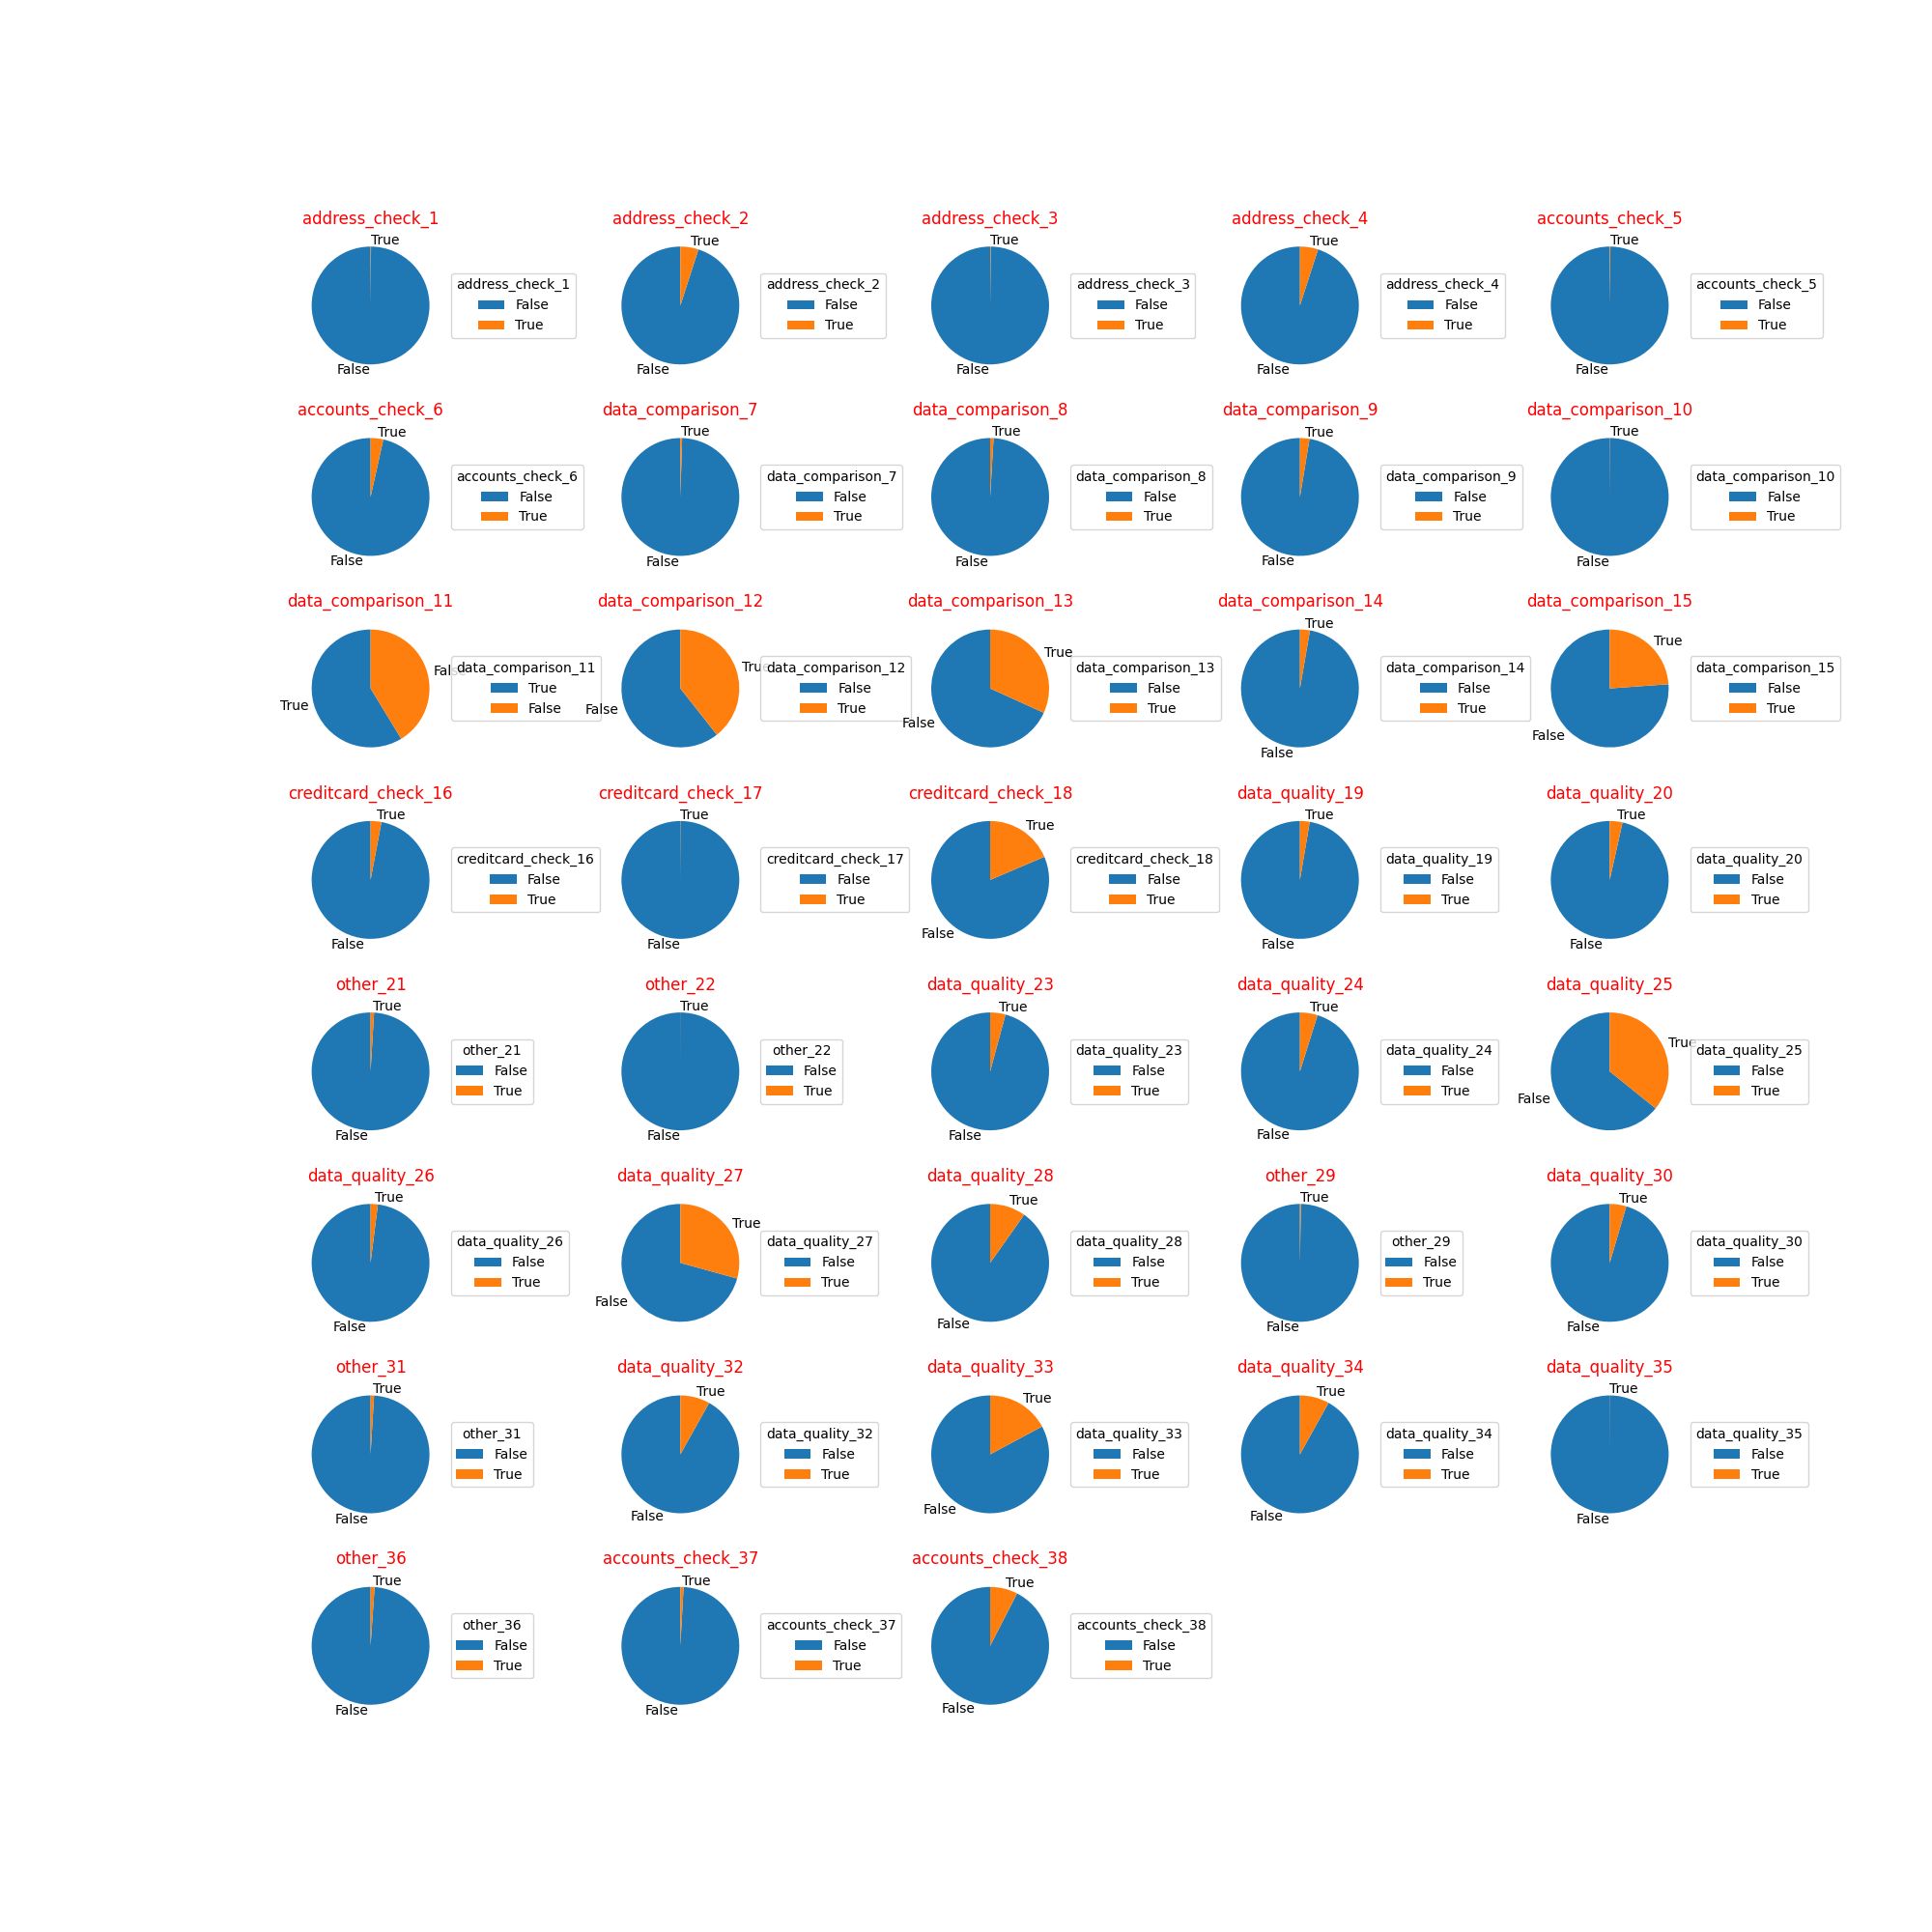 address_check_1
True
False
address_check_1
False
True
address_check_2
True
False
address_check_2
False
True
address_check_3
True
False
address_check_3
False
True
address_check_4
True
False
address_check_4
False
True
accounts_check_5
True
False
accounts_check_5
False
True
accounts_check_6
True
False
accounts_check_6
False
True
data_comparison_7
True
False
data_comparison_7
False
True
data_comparison_8
True
False
data_comparison_8
False
True
data_comparison_9
True
False
data_comparison_9
False
True
data_comparison_10
True
False
data_comparison_10
False
True
data_comparison_11
False
True
data_comparison_11
True
False
data_comparison_12
True
False
data_comparison_12
False
True
data_comparison_13
True
False
data_comparison_13
False
True
data_comparison_14
True
False
data_comparison_14
False
True
data_comparison_15
True
False
data_comparison_15
False
True
creditcard_check_16
True
False
creditcard_check_16
False
True
creditcard_check_17
True
False
creditcard_check_17
False
True
creditcard_check_18
True
False
creditcard_check_18
False
True
data_quality_19
True
False
data_quality_19
False
True
data_quality_20
True
False
data_quality_20
False
True
other_21
True
False
other_21
False
True
other_22
True
False
other_22
False
True
data_quality_23
True
False
data_quality_23
False
True
data_quality_24
True
False
data_quality_24
False
True
data_quality_25
True
False
data_quality_25
False
True
data_quality_26
True
False
data_quality_26
False
True
data_quality_27
True
False
data_quality_27
False
True
data_quality_28
True
False
data_quality_28
False
True
other_29
True
False
other_29
False
True
data_quality_30
True
False
data_quality_30
False
True
other_31
True
False
other_31
False
True
data_quality_32
True
False
data_quality_32
False
True
data_quality_33
True
False
data_quality_33
False
True
data_quality_34
True
False
data_quality_34
False
True
data_quality_35
True
False
data_quality_35
False
True
other_36
True
False
other_36
False
True
accounts_check_37
True
False
accounts_check_37
False
True
accounts_check_38
True
False
accounts_check_38
False
True